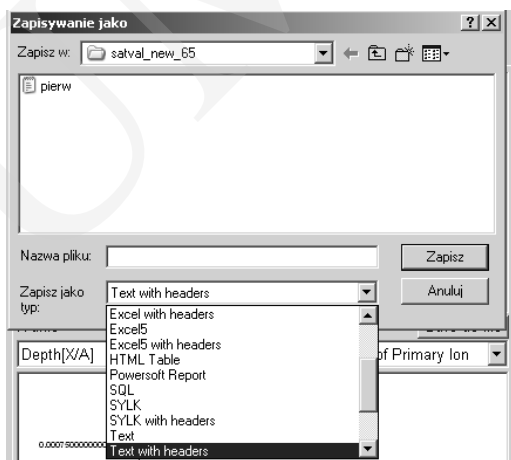 Zapisywanie jako
Zapisz w: satval_new_65
pierw
Nazwa pliku: Zapisz
Zapisz jako typ: Text with headers Anuluj
Excel with headers
Excel5
Excel5 with headers
HTML Table
Powersoft Report
SQL
SYLK
SYLK with headers
Text
Text with headers
Depth[X/A] of Primary Ion